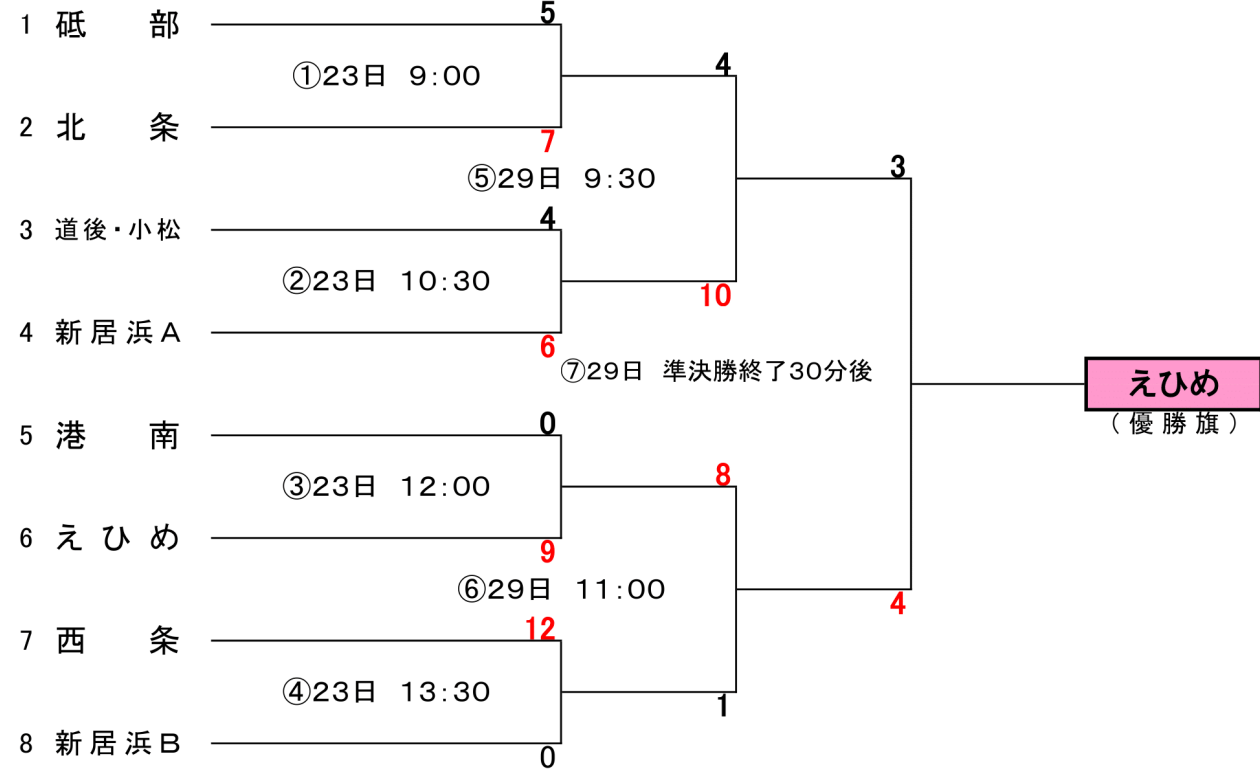 5
1 砥 部
①23日 9:00
4
2 北 条
7
⑤29日 9:30
3
4
3 道後・小松
②23日 10:30
10
4 新居浜A
6
⑦29日 準決勝終了30分後
えひめ
(優勝旗)
0
5 港 南
8
③23日 12:00
6 えひめ
9
⑥29日 11:00
4
12
7 西 条
④23日 13:30
1
8 新居浜B
0